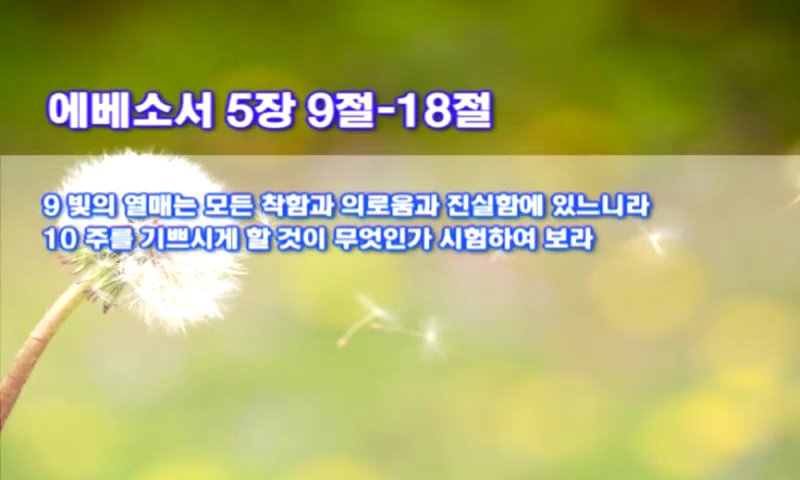 에베소서 5장 9절-18절
9 빛의 열매는 모든 착함과 의로움과 진실함에 있느니라
10 주를 기쁘시게 할 것이 무엇인가 시험하여 보라